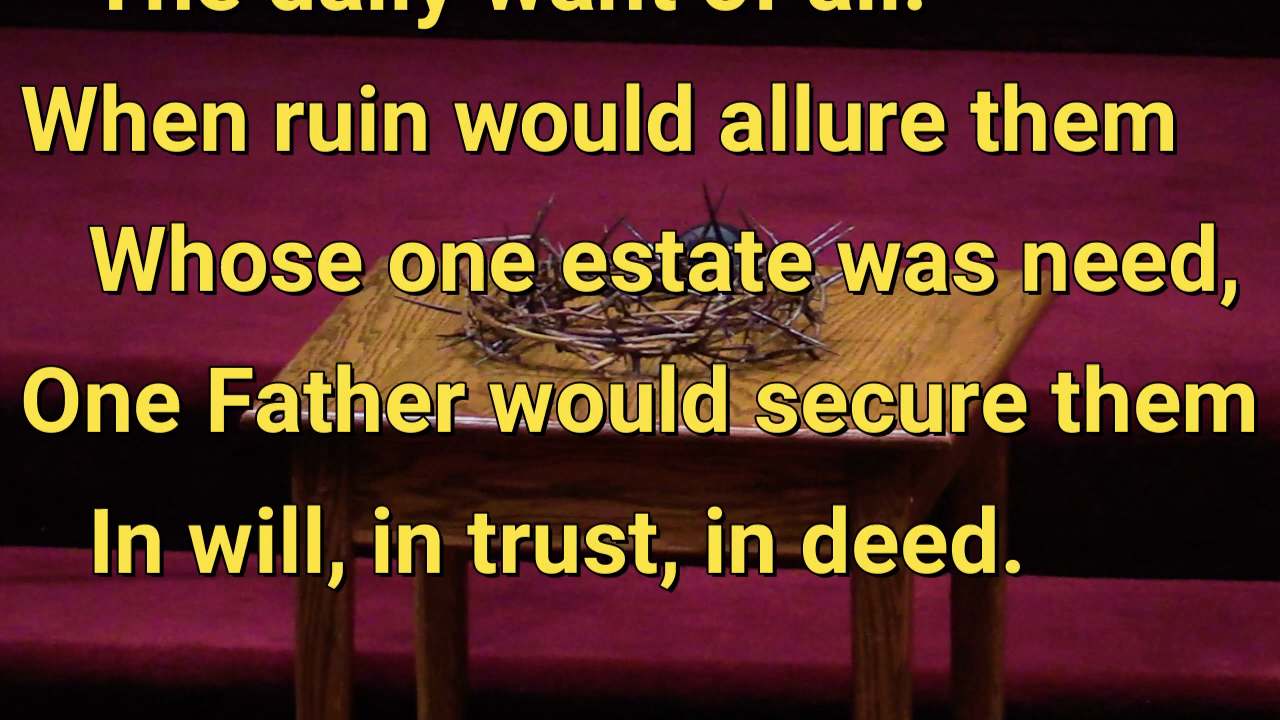 The daily want of all.
When ruin would allure them
Whose one estate was need,
One Father would secure them
In will, in trust, in deed.